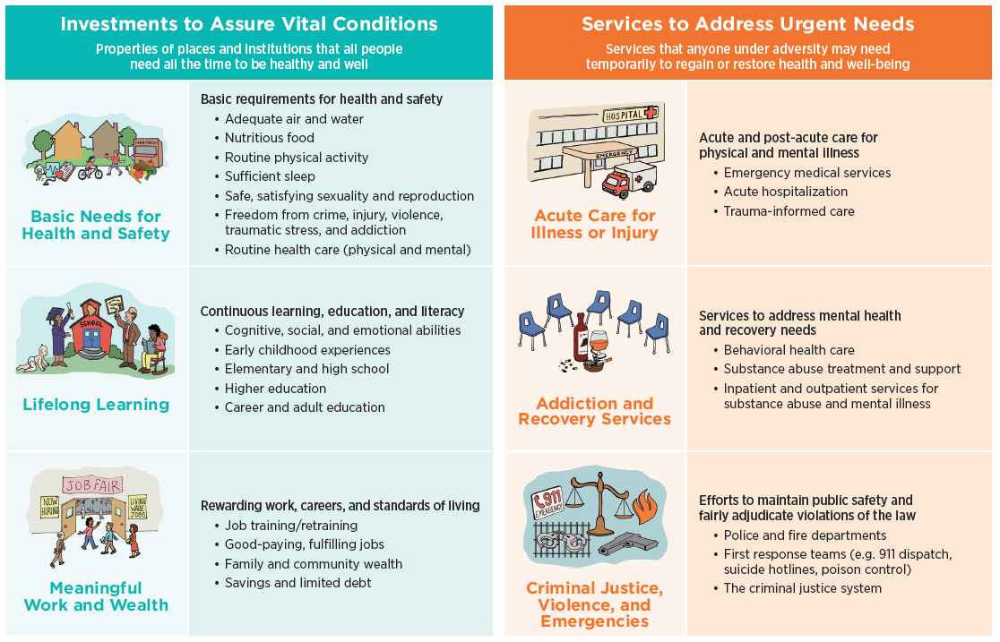 Investments to Assure Vital Conditions
Properties of places and institutions that all people
need all the time to be healthy and well
FARM FRESH
Basic Needs for
Health and Safety
Basic requirements for health and safety
• Adequate air and water
• Nutritious food
• Routine physical activity
• Sufficient sleep
• Safe, satisfying sexuality and reproduction
• Freedom from crime, injury, violence,
traumatic stress, and addiction
• Routine health care (physical and mental)
SCHOOL
Lifelong Learning
Continuous learning, education, and literacy
• Cognitive, social, and emotional abilities
• Early childhood experiences
• Elementary and high school
• Higher education
• Career and adult education
JOB FAIR
NOW
HIRING
LIVING
WAGE
JOBS
Meaningful
Work and Wealth
Rewarding work, careers, and standards of living
• Job training/retraining
• Good-paying, fulfilling jobs
• Family and community wealth
• Savings and limited debt
Services to Address Urgent Needs
Services that anyone under adversity may need
temporarily to regain or restore health and well-being
HOSPITAL
EMERGENCY
Acute Care for
Illness or Injury
Acute and post-acute care for
physical and mental illness
• Emergency medical services
• Acute hospitalization
• Trauma-informed care
Addiction and
Recovery Services
Services to address mental health
and recovery needs
• Behavioral health care
• Substance abuse treatment and support
• Inpatient and outpatient services for
substance abuse and mental illness
911
EMERGENCY
Criminal Justice,
Violence, and
Emergencies
Efforts to maintain public safety and
fairly adjudicate violations of the law
• Police and fire departments
• First response teams (e.g. 911 dispatch,
suicide hotlines, poison control)
• The criminal justice system